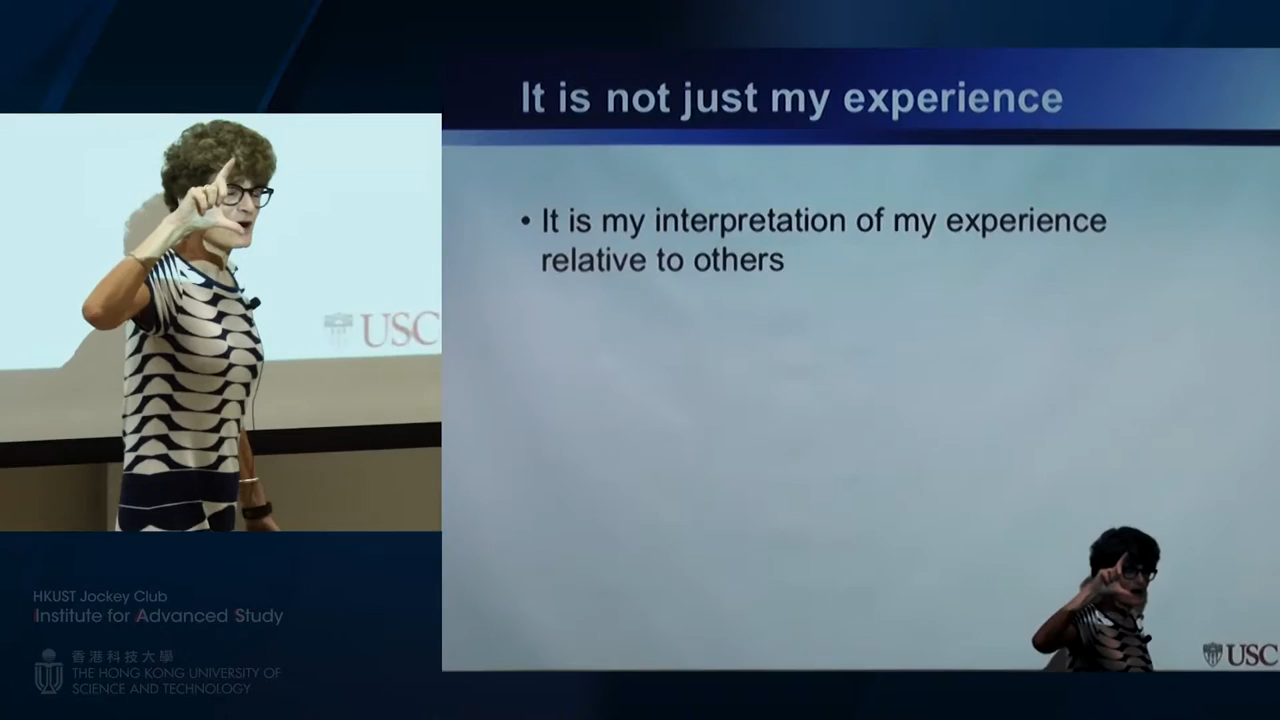 It is not just my experience
• It is my interpretation of my experience
relative to others
USC
USC
HKUST Jockey Club
Institute for Advanced Study
香港科技大學
THE HONG KONG UNIVERSITY OF
SCIENCE AND TECHNOLOGY